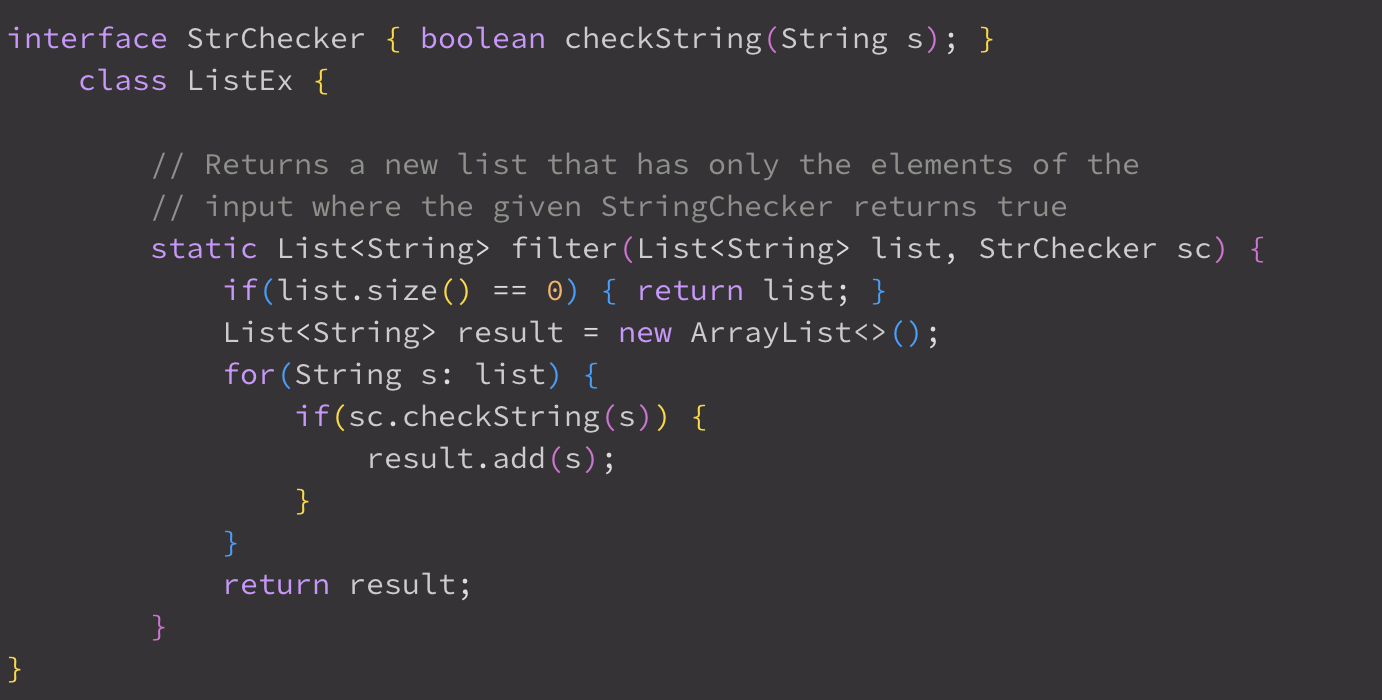 interface StrChecker { boolean checkString(String s); }
    class ListEx {

        // Returns a new list that has only the elements of the
        // input where the given StringChecker returns true
        static List<String> filter(List<String> list, StrChecker sc) {
            if(list.size() == 0) { return list; }
            List<String> result = new ArrayList<>();
            for(String s: list) {
                if(sc.checkString(s)) {
                    result.add(s);
                }
            }
            return result;
        }
}